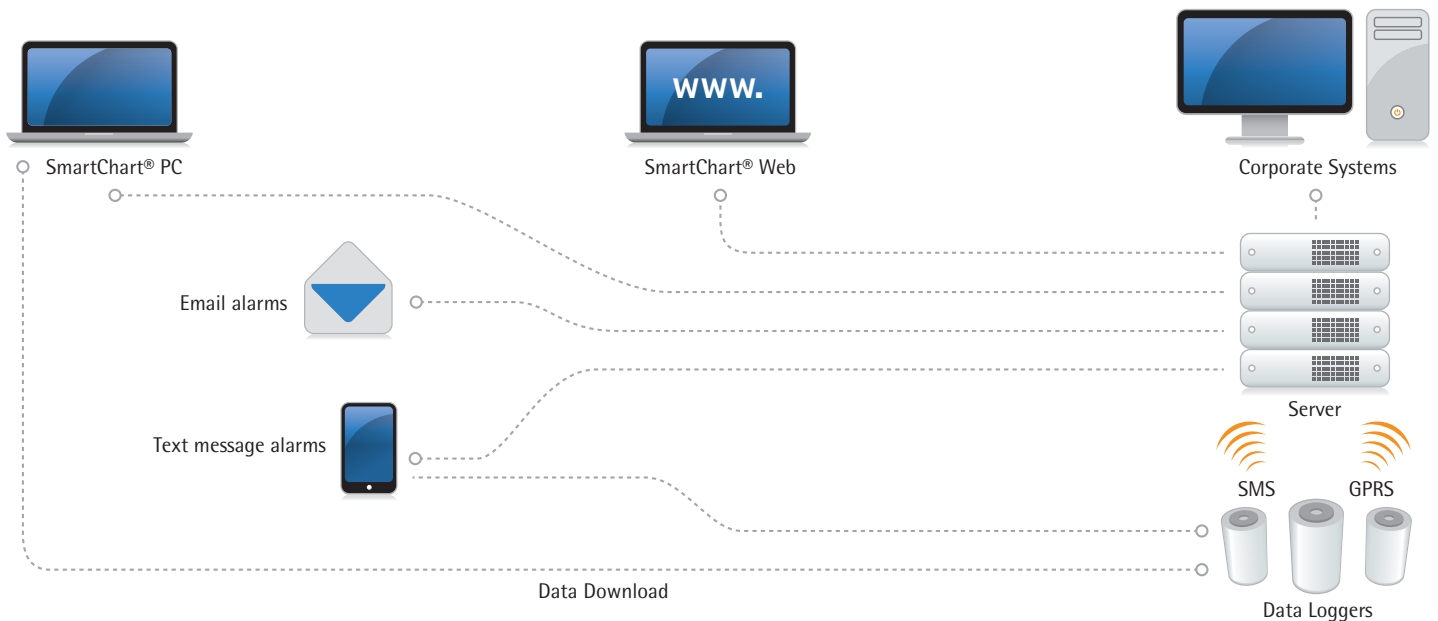 www.
SmartChart® PC
SmartChart® Web
Corporate Systems
Email alarms
Server
Text message alarms
SMS
GPRS
Data Download
Data Loggers